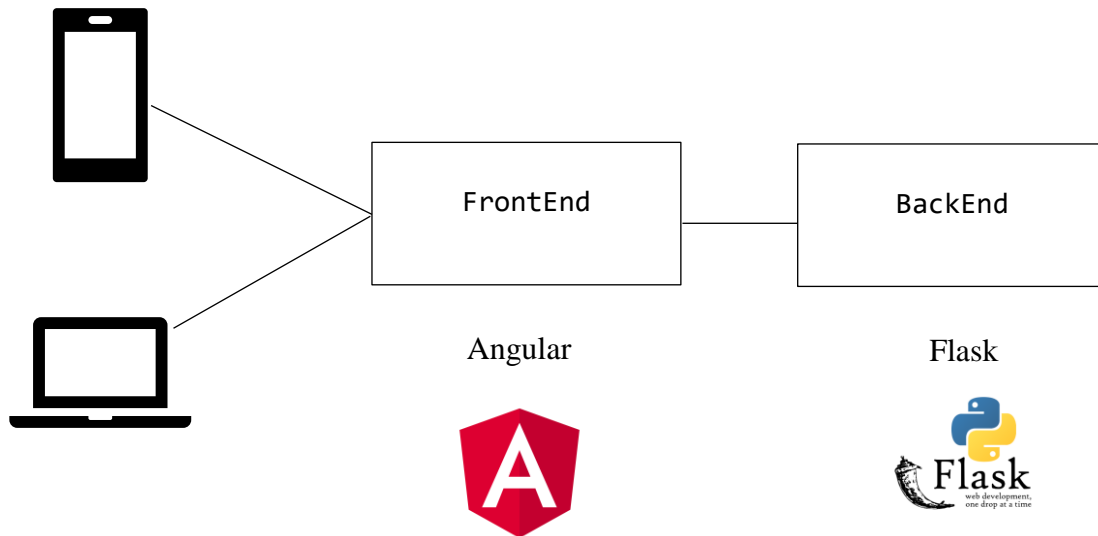 FrontEnd
BackEnd
Angular
Flask
A
Flask
web development,
one drop at a time